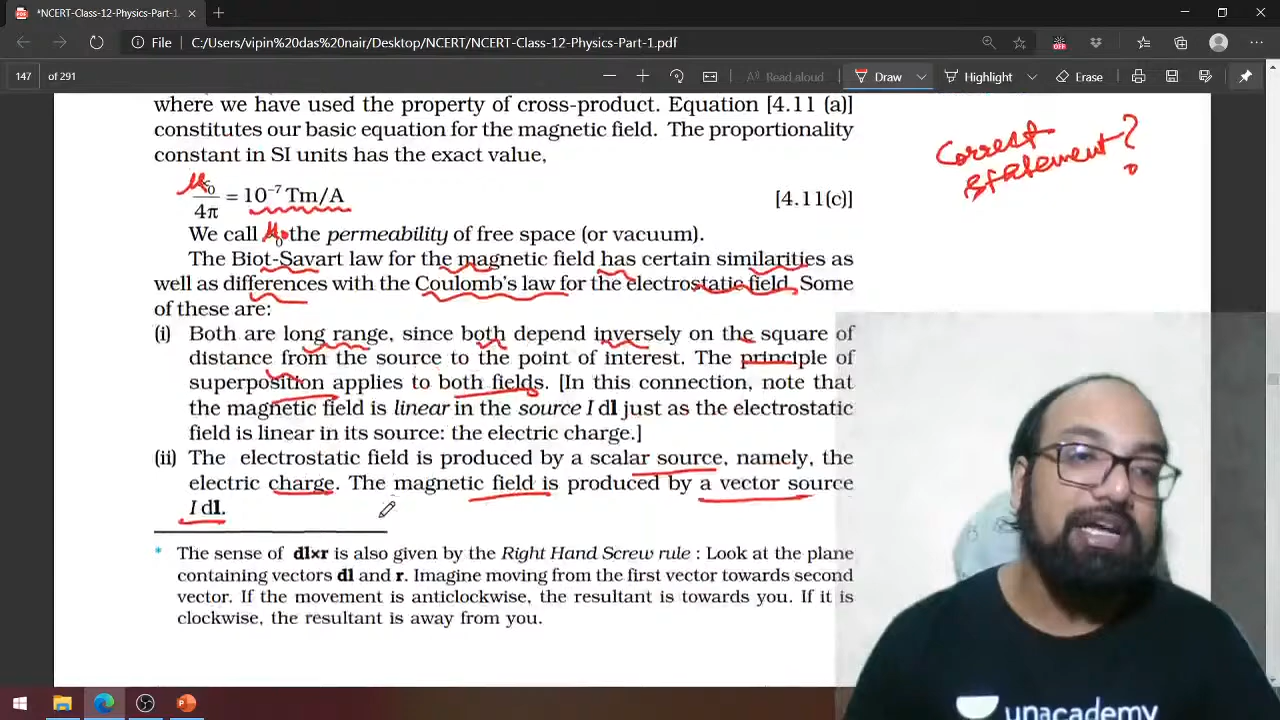 *NCERT-Class-12-Physics-Part-1.
File
C:/Users/vipin%20das%20nair/Desktop/NCERT/NCERT-Class-12-Physics-Part-1.pdf
147 of 291
Read aloud
Draw
Highlight
Erase
where we have used the property of cross-product. Equation [4.11 (a)]
constitutes our basic equation for the magnetic field. The proportionality
constant in SI units has the exact value,
μ0/4π = 10⁻⁷ Tm/A [4.11(c)]
We call μ0 the permeability of free space (or vacuum).
The Biot-Savart law for the magnetic field has certain similarities as
well as differences with the Coulomb's law for the electrostatic field. Some
of these are:
(i) Both are long range, since both depend inversely on the square of
distance from the source to the point of interest. The principle of
superposition applies to both fields. [In this connection, note that
the magnetic field is linear in the source I dl just as the electrostatic
field is linear in its source: the electric charge.]
(ii) The electrostatic field is produced by a scalar source, namely, the
electric charge. The magnetic field is produced by a vector source
I dl.
* The sense of dl×r is also given by the Right Hand Screw rule : Look at the plane
containing vectors dl and r. Imagine moving from the first vector towards second
vector. If the movement is anticlockwise, the resultant is towards you. If it is
clockwise, the resultant is away from you.
Correct
statement?
unacademy